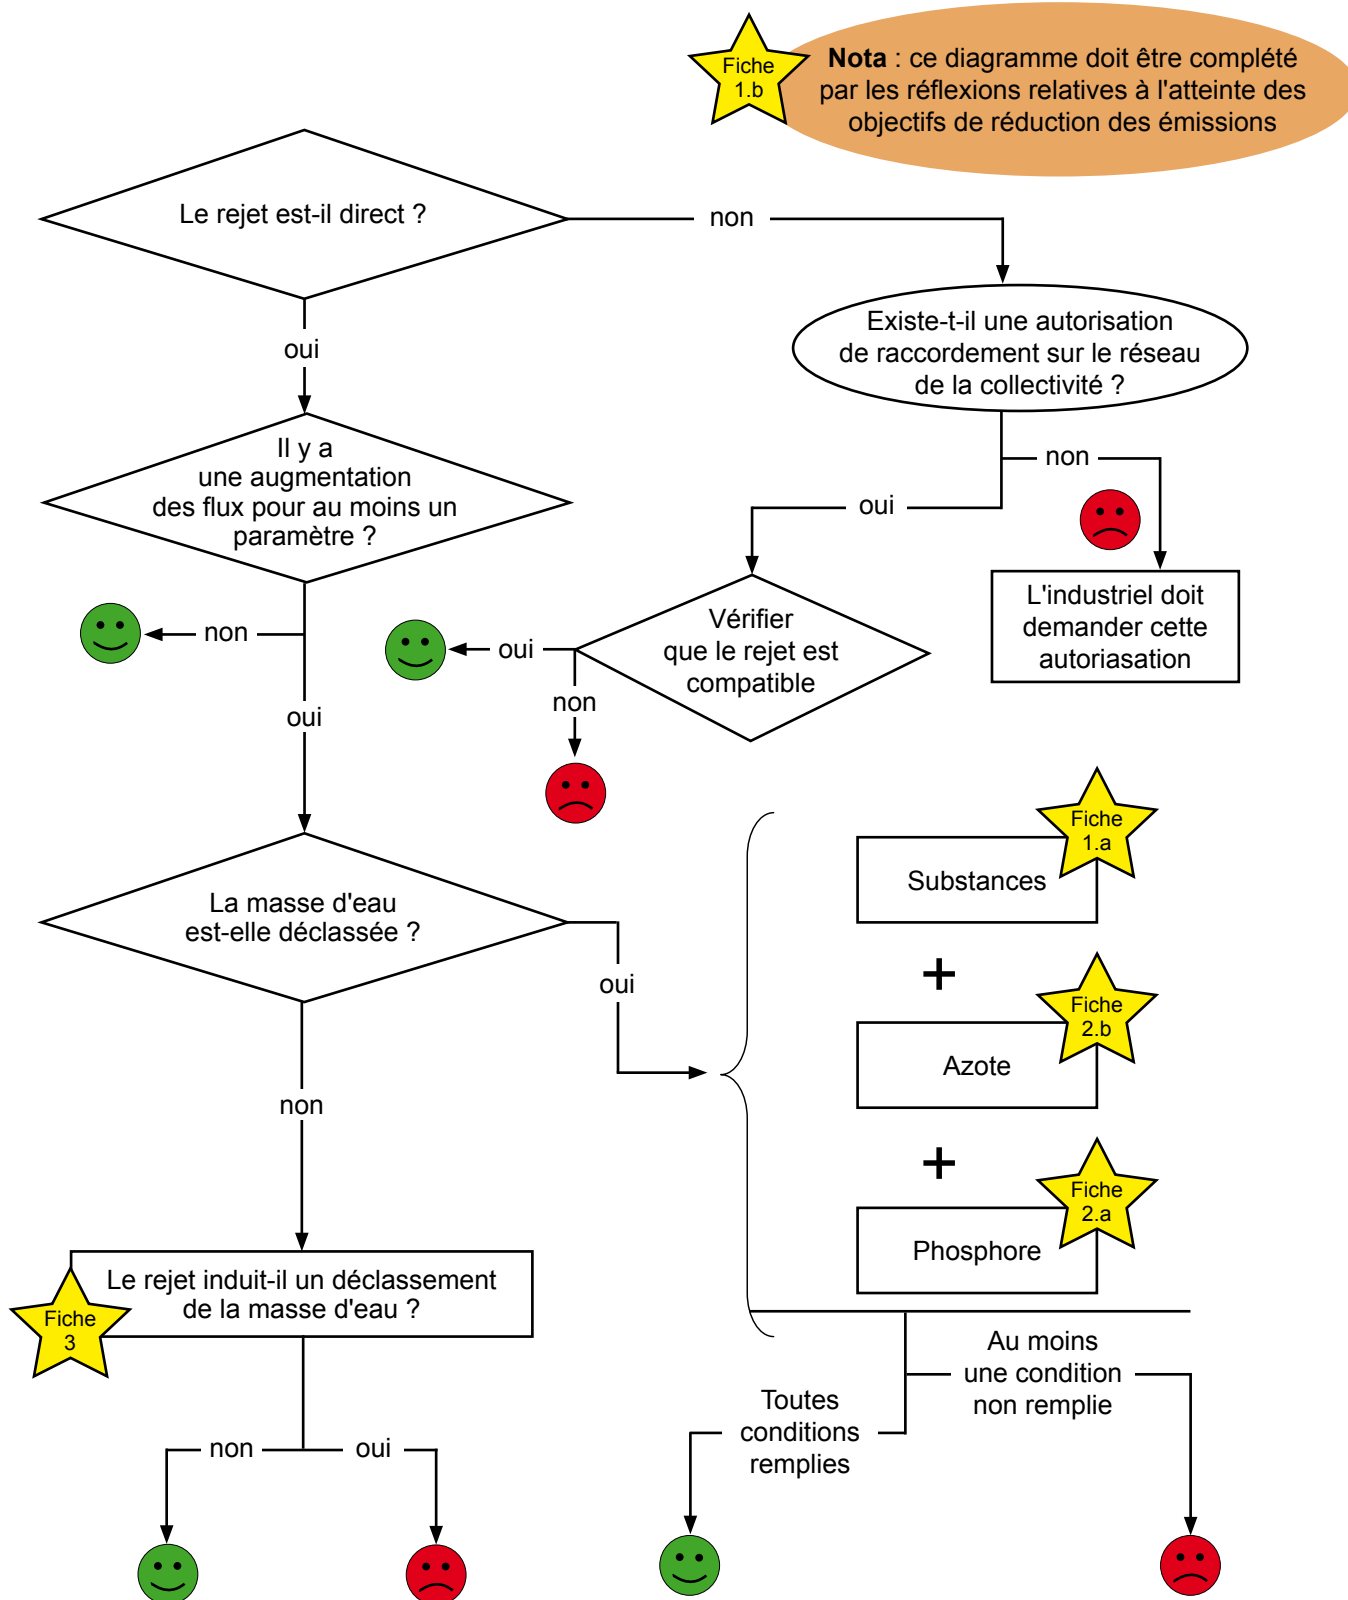 Fiche
1.b
Nota : ce diagramme doit être complété
par les réflexions relatives à l'atteinte des
objectifs de réduction des émissions
Le rejet est-il direct ?
non
oui
Existe-t-il une autorisation
de raccordement sur le réseau
de la collectivité ?
Il y a
une augmentation
des flux pour au moins un
paramètre ?
non
oui
L'industriel doit
demander cette
autoriasation
Vérifier
que le rejet est
compatible
non
oui
non
oui
La masse d'eau
est-elle déclassée ?
oui
non
Fiche
1.a
Substances
+
Fiche
2.b
Azote
+
Fiche
2.a
Phosphore
Le rejet induit-il un déclassement
de la masse d'eau ?
Fiche
3
non
oui
Au moins
une condition
non remplie
Toutes
conditions
remplies